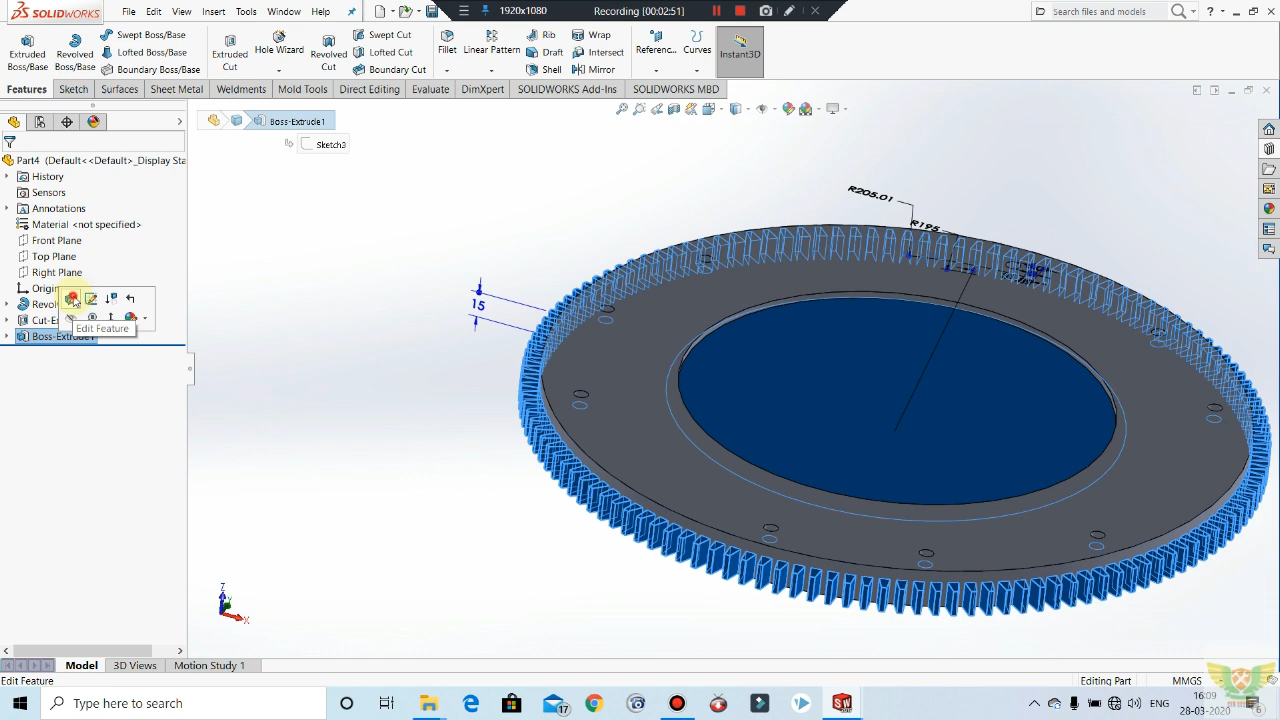 SOLIDWORKS
File Edit View Insert Tools Window Help
1920x1080 Recording [00:02:51]
Search files and models
Extruded Boss/Base
Revolved Boss/Base
Swept Boss/Base
Lofted Boss/Base
Boundary Boss/Base
Extruded Cut
Hole Wizard
Revolved Cut
Swept Cut
Lofted Cut
Boundary Cut
Fillet
Linear Pattern
Rib
Draft
Shell
Wrap
Intersect
Mirror
Referenc...
Curves
Instant3D
Features Sketch Surfaces Sheet Metal Weldments Mold Tools Direct Editing Evaluate DimXpert SOLIDWORKS Add-Ins SOLIDWORKS MBD
Boss-Extrude1
Sketch3
Part4 (Default<<Default>_Display Sta
History
Sensors
Annotations
Material <not specified>
Front Plane
Top Plane
Right Plane
Origi
Revol
Cut-E
Boss-Extrude1
Edit Feature
R205.01
R195
15
Z
Y
X
Model 3D Views Motion Study 1
Edit Feature
Editing Part MMGS
Type here to search
17
ENG
16:09
28-03-2020
6